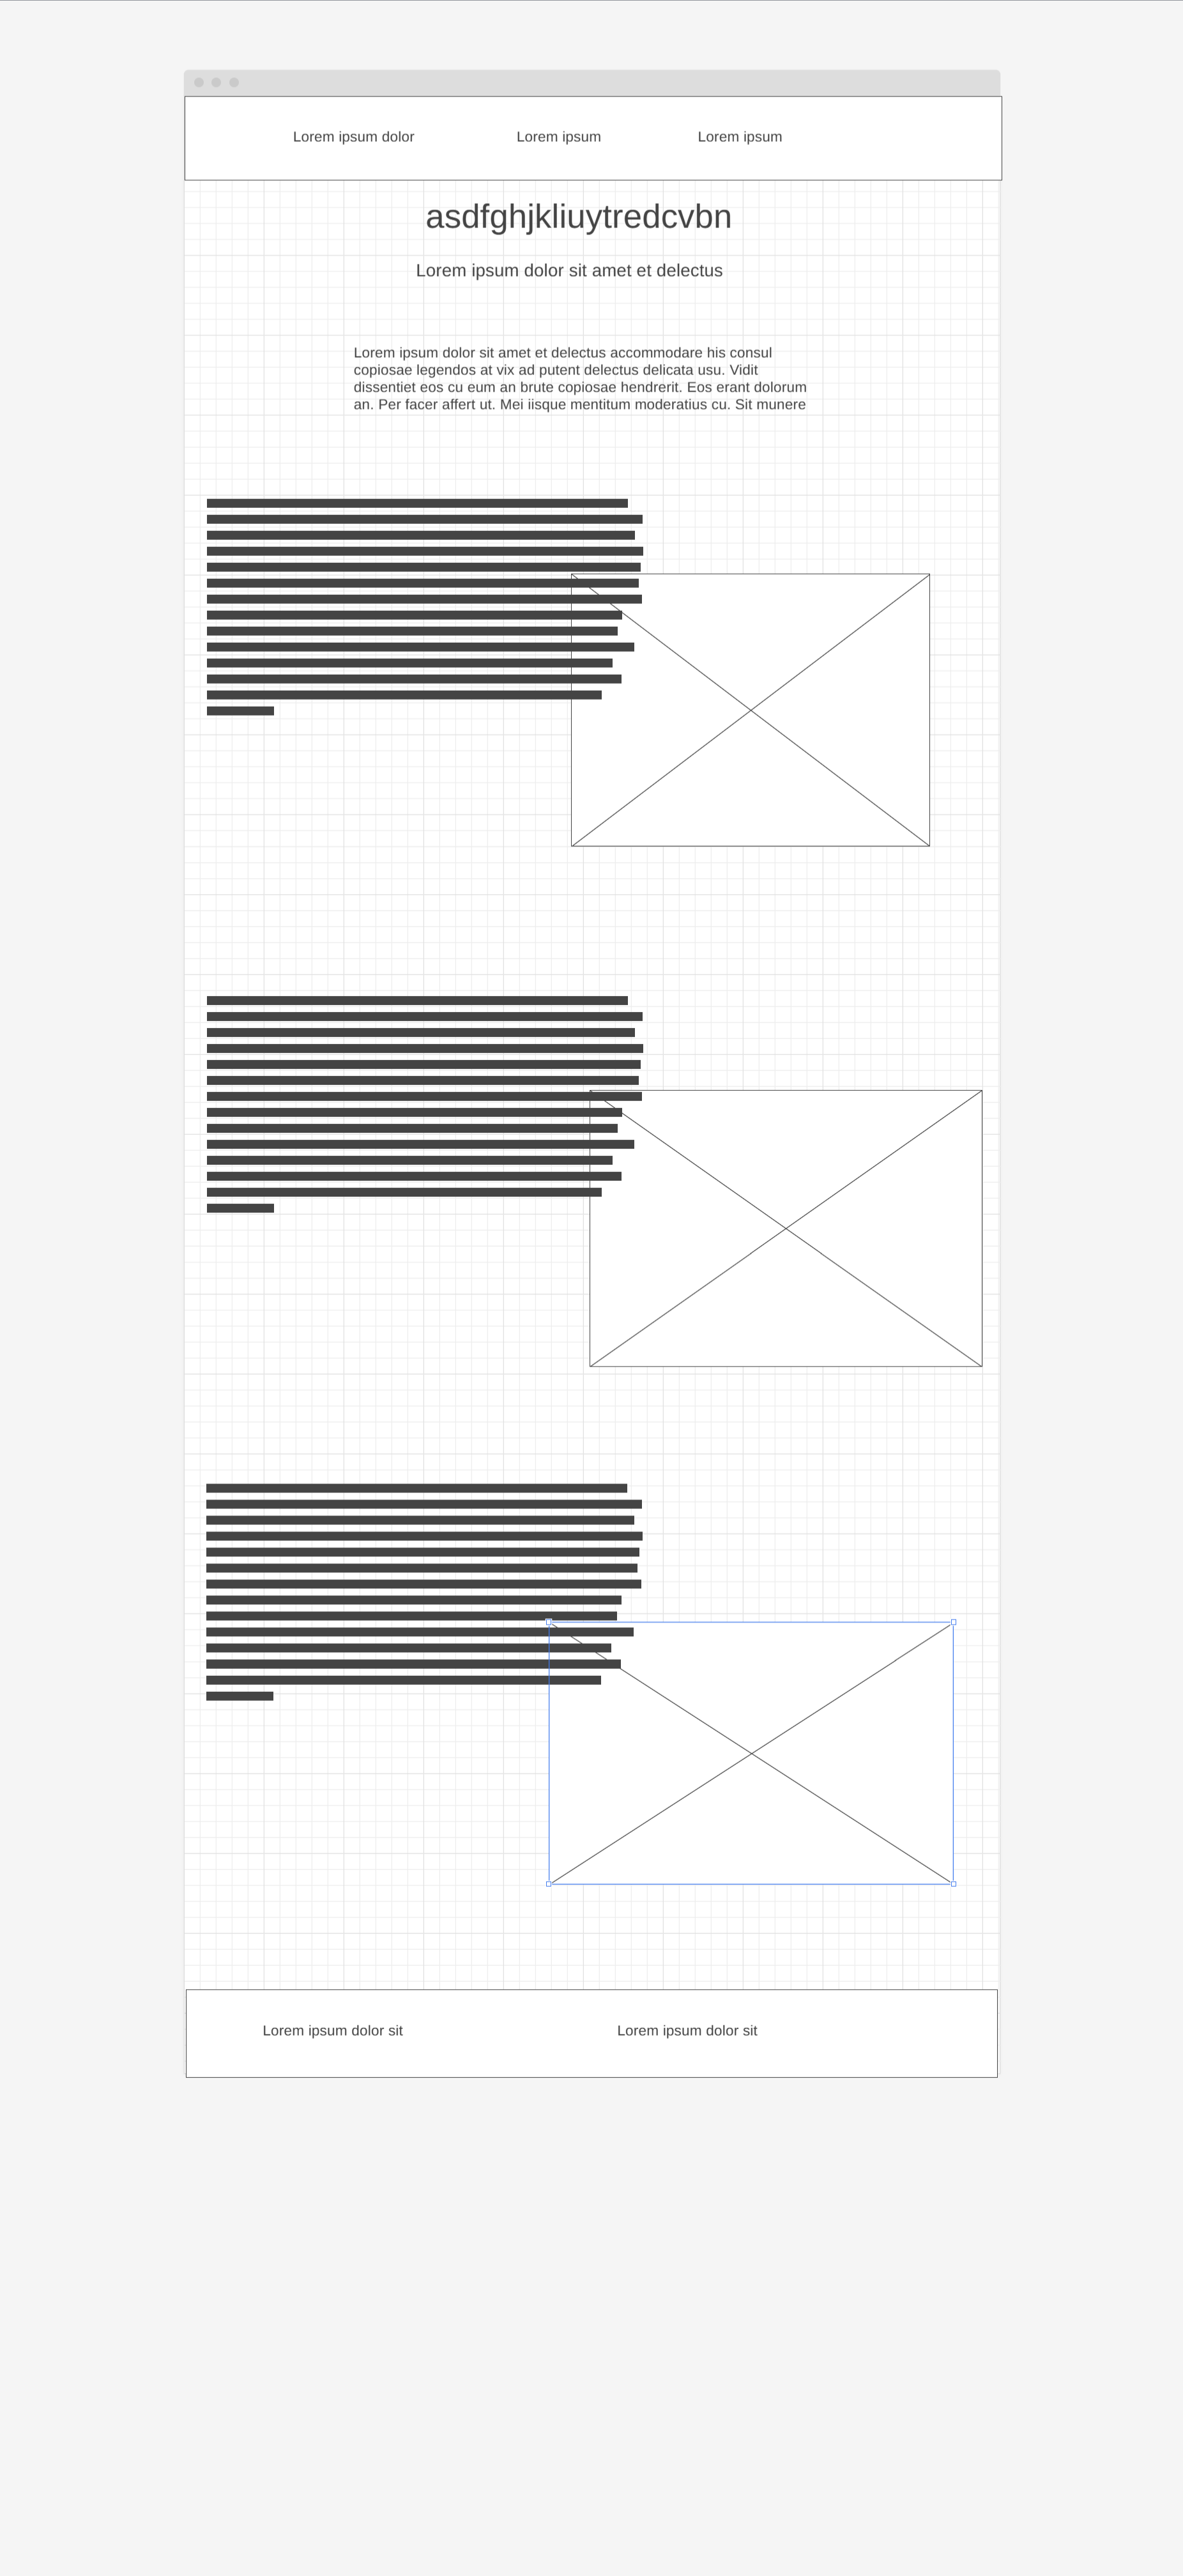 Lorem ipsum dolor
Lorem ipsum
Lorem ipsum
asdfghjkliuytredcvbn
Lorem ipsum dolor sit amet et delectus
Lorem ipsum dolor sit amet et delectus accommodare his consul
copiosae legendos at vix ad putent delectus delicata usu. Vidit
dissentiet eos cu eum an brute copiosae hendrerit. Eos erant dolorum
an. Per facer affert ut. Mei iisque mentitum moderatius cu. Sit munere
Lorem ipsum dolor sit
Lorem ipsum dolor sit